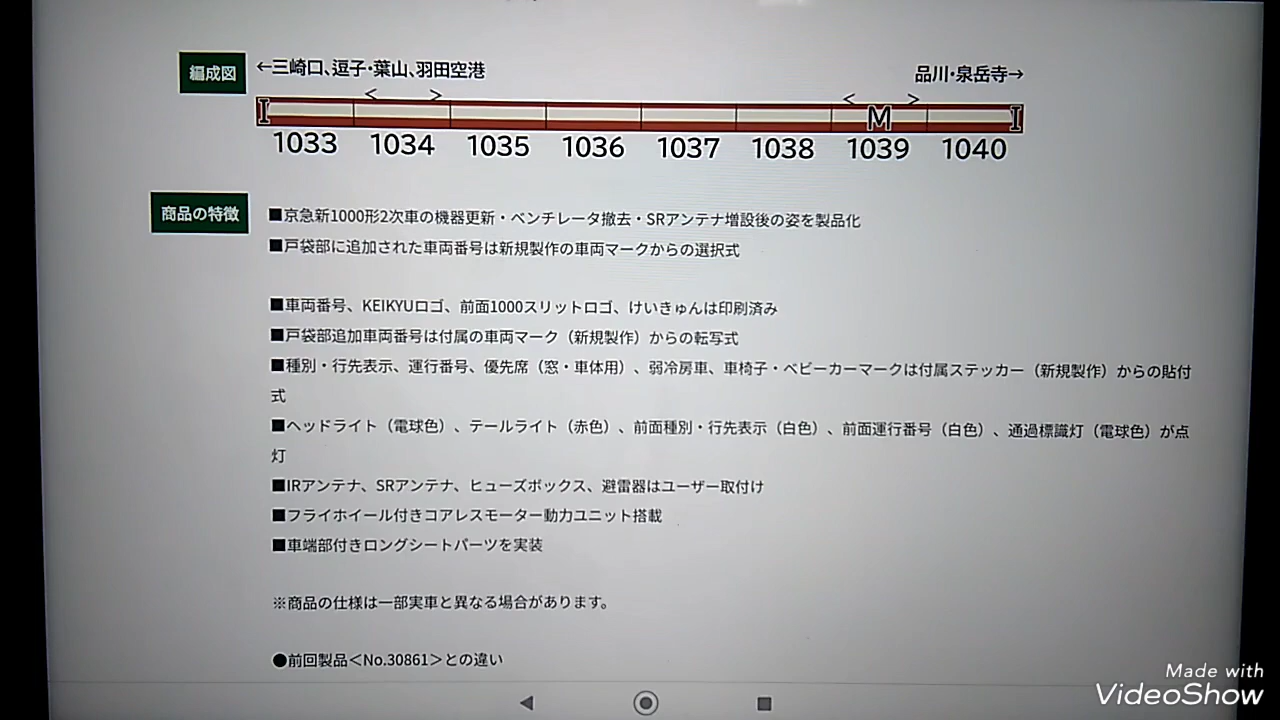 編成図
←三崎口、逗子・葉山、羽田空港
品川・泉岳寺→
< > < >
I M I
1033 1034 1035 1036 1037 1038 1039 1040
商品の特徴
■京急新1000形2次車の機器更新・ベンチレータ撤去・SRアンテナ増設後の姿を製品化
■戸袋部に追加された車両番号は新規製作の車両マークからの選択式
■車両番号、KEIKYUロゴ、前面1000スリットロゴ、けいきゅんは印刷済み
■戸袋部追加車両番号は付属の車両マーク（新規製作）からの転写式
■種別・行先表示、運行番号、優先席（窓・車体用）、弱冷房車、車椅子・ベビーカーマークは付属ステッカー（新規製作）からの貼付
式
■ヘッドライト（電球色）、テールライト（赤色）、前面種別・行先表示（白色）、前面運行番号（白色）、通過標識灯（電球色）が点
灯
■IRアンテナ、SRアンテナ、ヒューズボックス、避雷器はユーザー取付け
■フライホイール付きコアレスモーター動力ユニット搭載
■車端部付きロングシートパーツを実装
※商品の仕様は一部実車と異なる場合があります。
●前回製品＜No.30861＞との違い
Made with
VideoShow